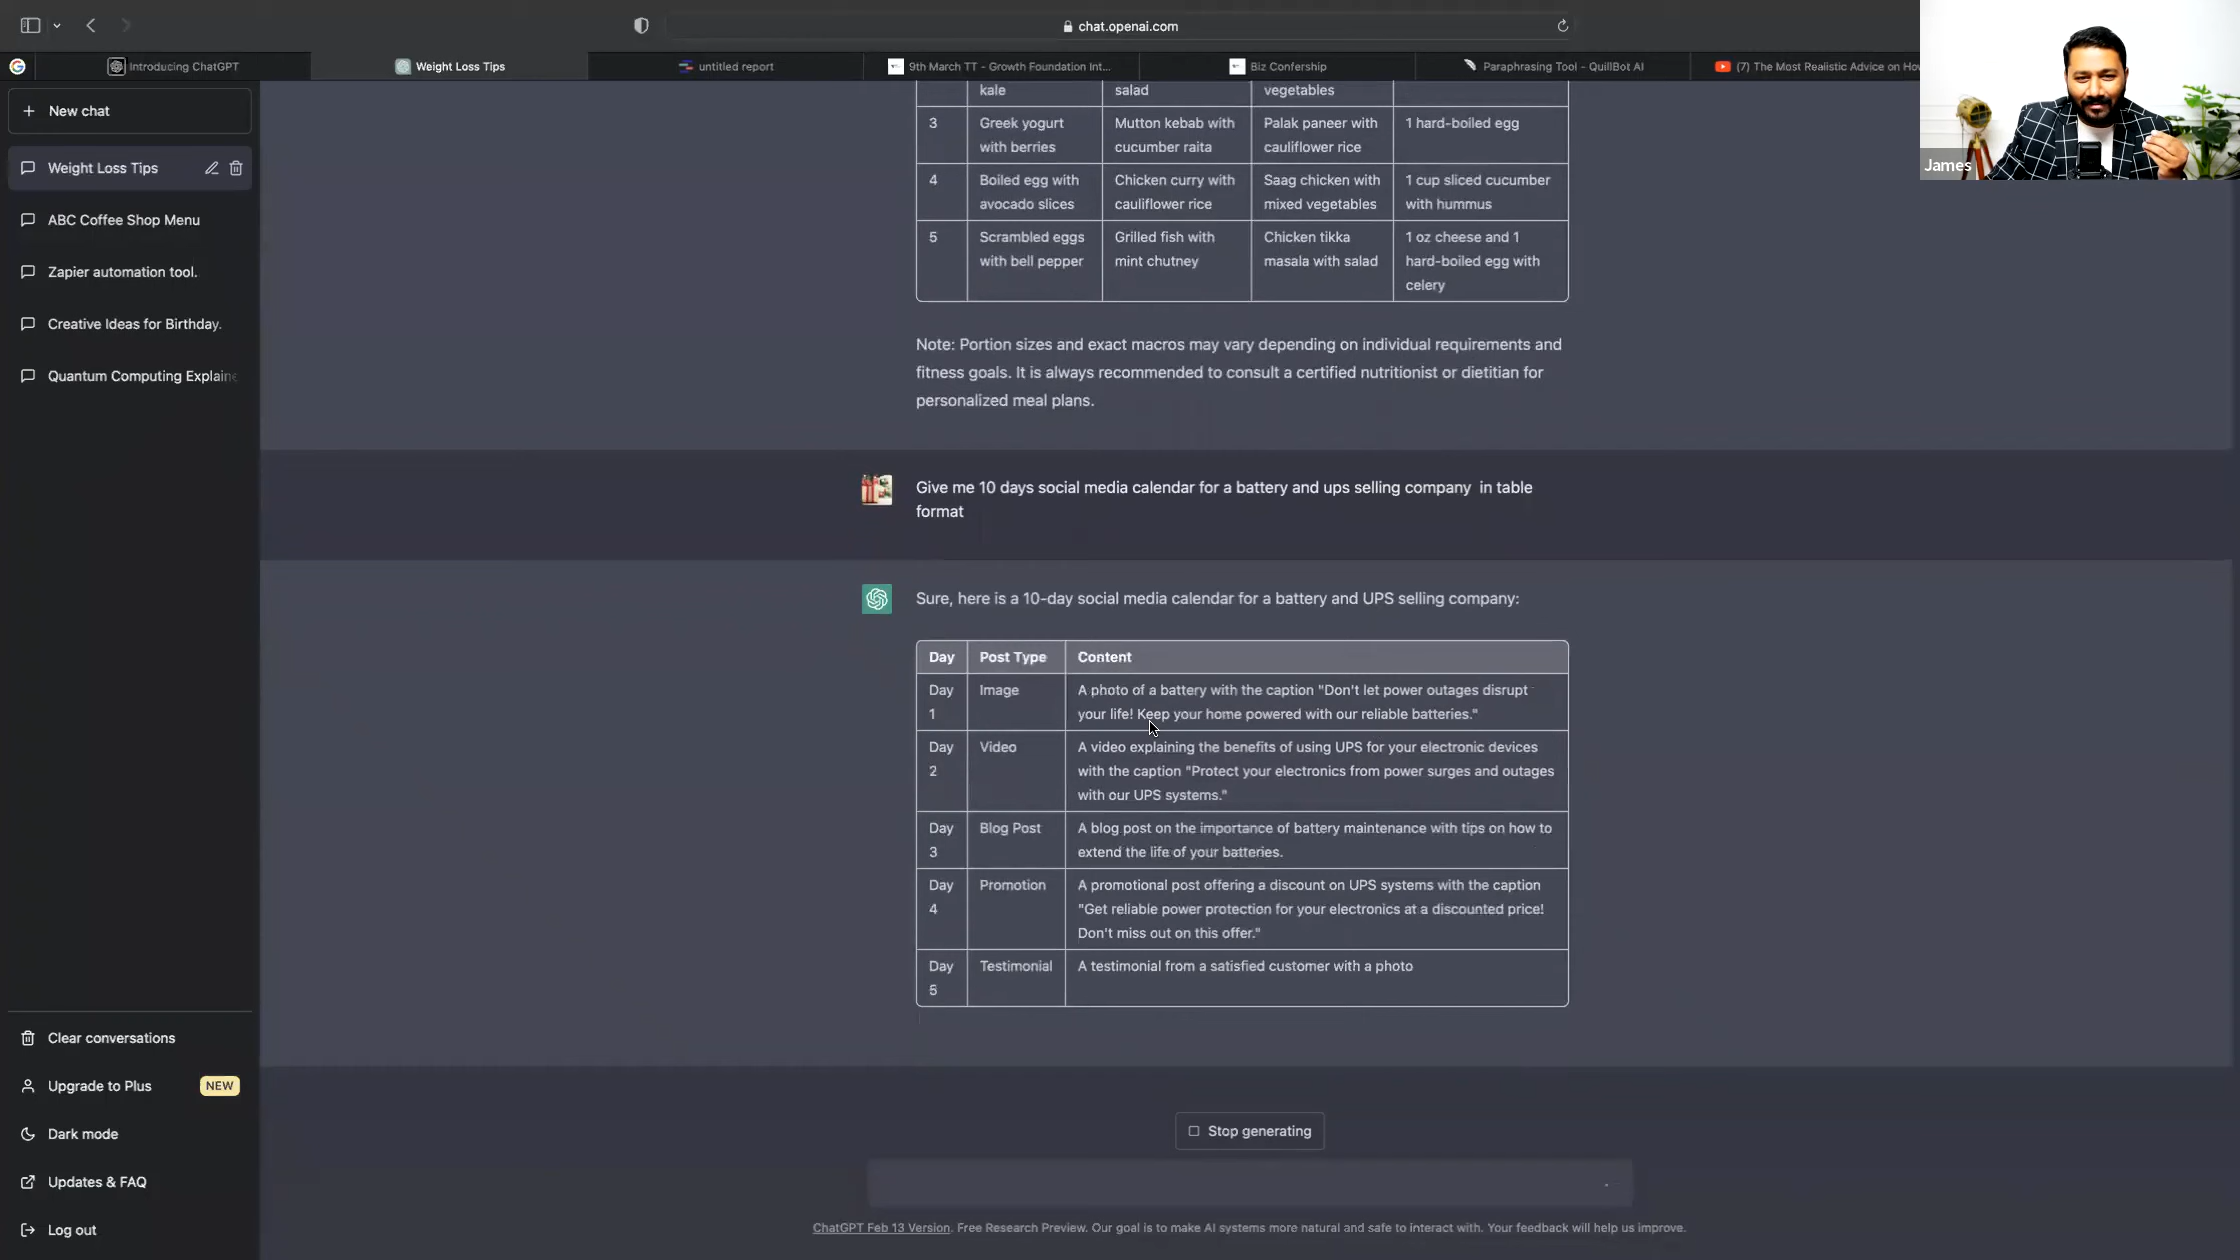 chat.openai.com
Introducing ChatGPT
Weight Loss Tips
untitled report
9th March TT - Growth Foundation Int...
Biz Confership
Paraphrasing Tool - QuillBot AI
(7) The Most Realistic Advice on How
James
New chat
Weight Loss Tips
ABC Coffee Shop Menu
Zapier automation tool.
Creative Ideas for Birthday.
Quantum Computing Explaine
Clear conversations
Upgrade to Plus NEW
Dark mode
Updates & FAQ
Log out
kale salad vegetables
3 Greek yogurt Mutton kebab with Palak paneer with 1 hard-boiled egg
with berries cucumber raita cauliflower rice
4 Boiled egg with Chicken curry with Saag chicken with 1 cup sliced cucumber
avocado slices cauliflower rice mixed vegetables with hummus
5 Scrambled eggs Grilled fish with Chicken tikka 1 oz cheese and 1
with bell pepper mint chutney masala with salad hard-boiled egg with
celery
Note: Portion sizes and exact macros may vary depending on individual requirements and
fitness goals. It is always recommended to consult a certified nutritionist or dietitian for
personalized meal plans.
Give me 10 days social media calendar for a battery and ups selling company in table
format
Sure, here is a 10-day social media calendar for a battery and UPS selling company:
Day Post Type Content
Day Image A photo of a battery with the caption "Don't let power outages disrupt
1 your life! Keep your home powered with our reliable batteries."
Day Video A video explaining the benefits of using UPS for your electronic devices
2 with the caption "Protect your electronics from power surges and outages
with our UPS systems."
Day Blog Post A blog post on the importance of battery maintenance with tips on how to
3 extend the life of your batteries.
Day Promotion A promotional post offering a discount on UPS systems with the caption
4 "Get reliable power protection for your electronics at a discounted price!
Don't miss out on this offer."
Day Testimonial A testimonial from a satisfied customer with a photo
5
Stop generating
ChatGPT Feb 13 Version. Free Research Preview. Our goal is to make AI systems more natural and safe to interact with. Your feedback will help us improve.